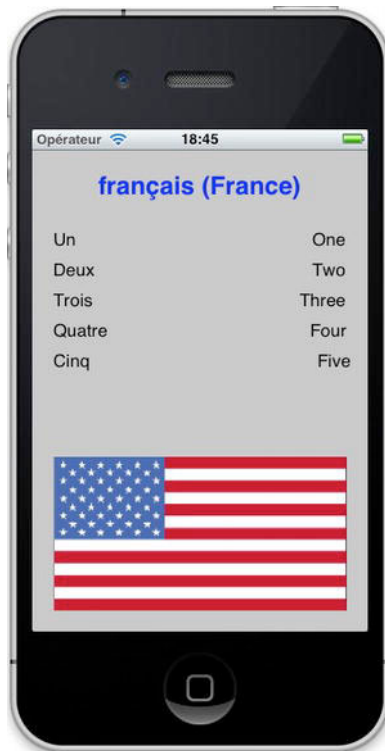 Opérateur 18:45
français (France)
Un One
Deux Two
Trois Three
Quatre Four
Cinq Five